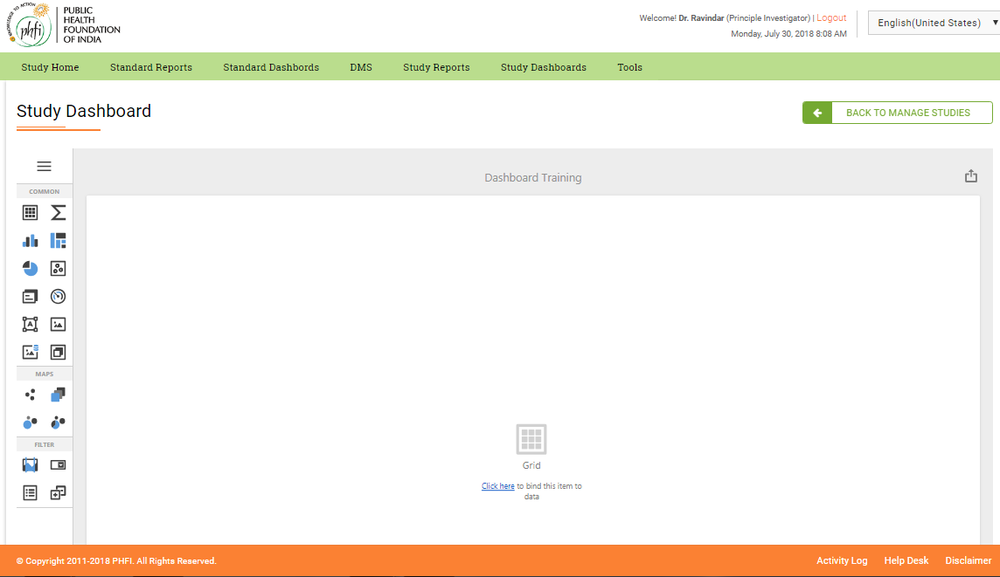 KNOWLEDGE TO ACTION
phfi
PUBLIC
HEALTH
FOUNDATION
OF INDIA
Welcome! Dr. Ravindar (Principle Investigator) | Logout
Monday, July 30, 2018 8:08 AM
English(United States)
Study Home Standard Reports Standard Dashbords DMS Study Reports Study Dashboards Tools
Study Dashboard
BACK TO MANAGE STUDIES
Dashboard Training
COMMON
A
MAPS
FILTER
Grid
Click here to bind this item to
data
© Copyright 2011-2018 PHFI. All Rights Reserved.
Activity Log Help Desk Disclaimer